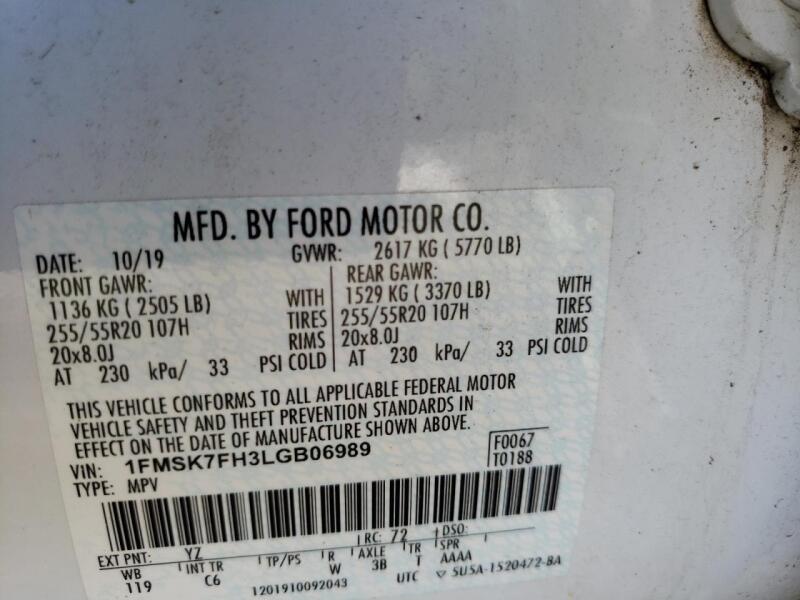 MFD. BY FORD MOTOR CO.
DATE: 10/19 GVWR: 2617 KG ( 5770 LB)
FRONT GAWR: REAR GAWR:
1136 KG ( 2505 LB) WITH 1529 KG ( 3370 LB) WITH
255/55R20 107H TIRES 255/55R20 107H TIRES
20x8.0J RIMS 20x8.0J RIMS
AT 230 kPa/ 33 PSI COLD AT 230 kPa/ 33 PSI COLD
THIS VEHICLE CONFORMS TO ALL APPLICABLE FEDERAL MOTOR
VEHICLE SAFETY AND THEFT PREVENTION STANDARDS IN
EFFECT ON THE DATE OF MANUFACTURE SHOWN ABOVE.
VIN: 1FMSK7FH3LGB06989 F0067
TYPE: MPV T0188
EXT PNT: YZ RC: 72 DSO:
WB INT TR TP/PS R AXLE TR SPR
119 C6 W 3B T AAAA
1201910092043 UTC 5U5A-1520472-BA